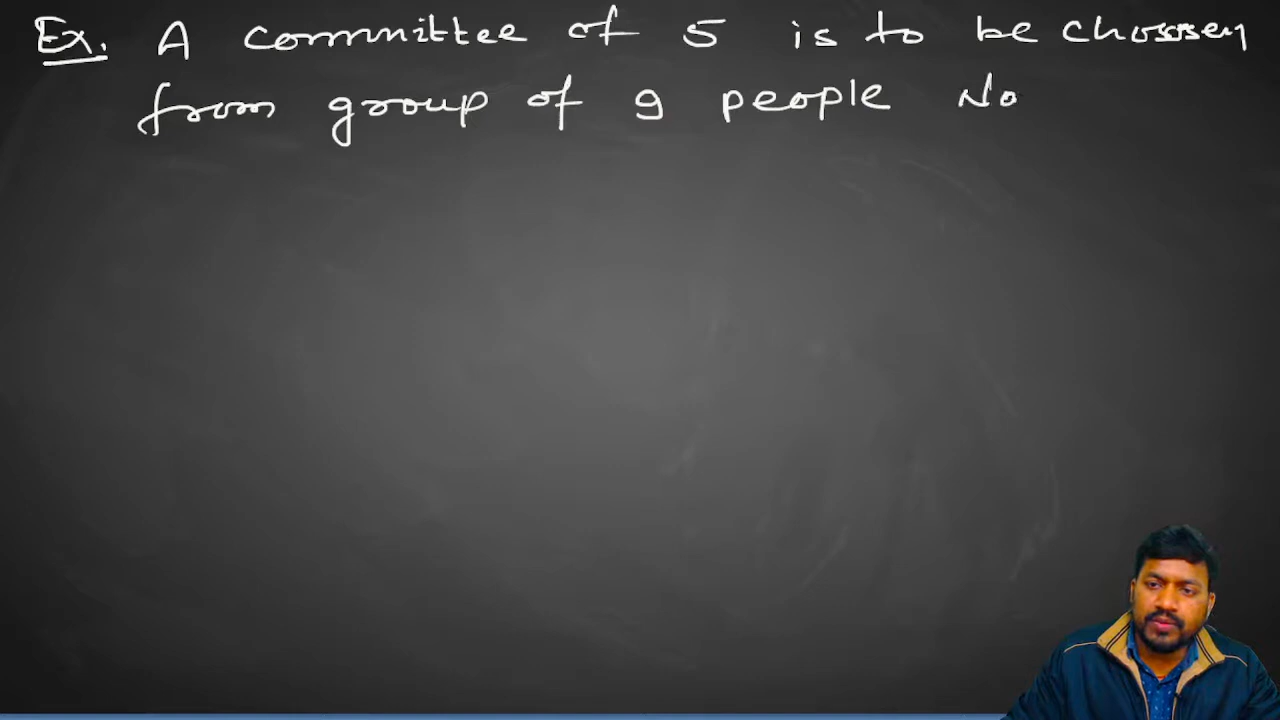 Ex. A committee of 5 is to be chossen
from group of 9 people No